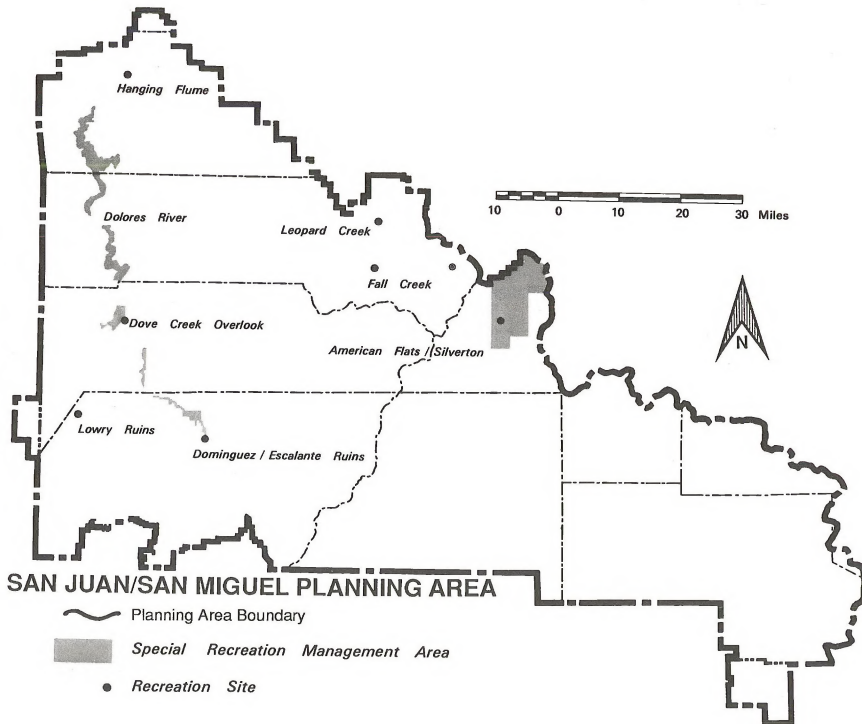 Hanging Flume
Dolores River
Leopard Creek
10 0 10 20 30 Miles
Fall Creek
N
Dove Creek Overlook
American Flats / Silverton
Lowry Ruins
Dominguez / Escalante Ruins
SAN JUAN/SAN MIGUEL PLANNING AREA
Planning Area Boundary
Special Recreation Management Area
Recreation Site